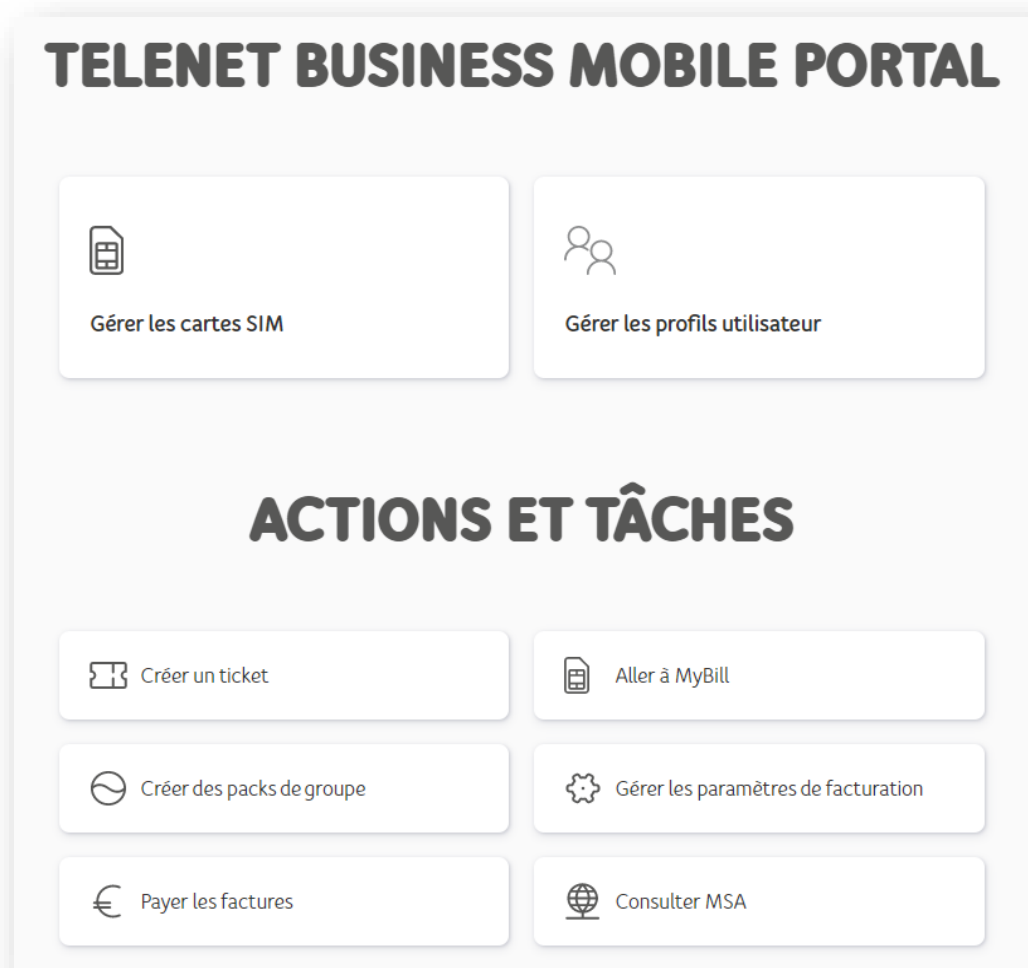 TELENET BUSINESS MOBILE PORTAL
Gérer les cartes SIM
Gérer les profils utilisateur
ACTIONS ET TÂCHES
Créer un ticket
Aller à MyBill
Créer des packs de groupe
Gérer les paramètres de facturation
Payer les factures
Consulter MSA